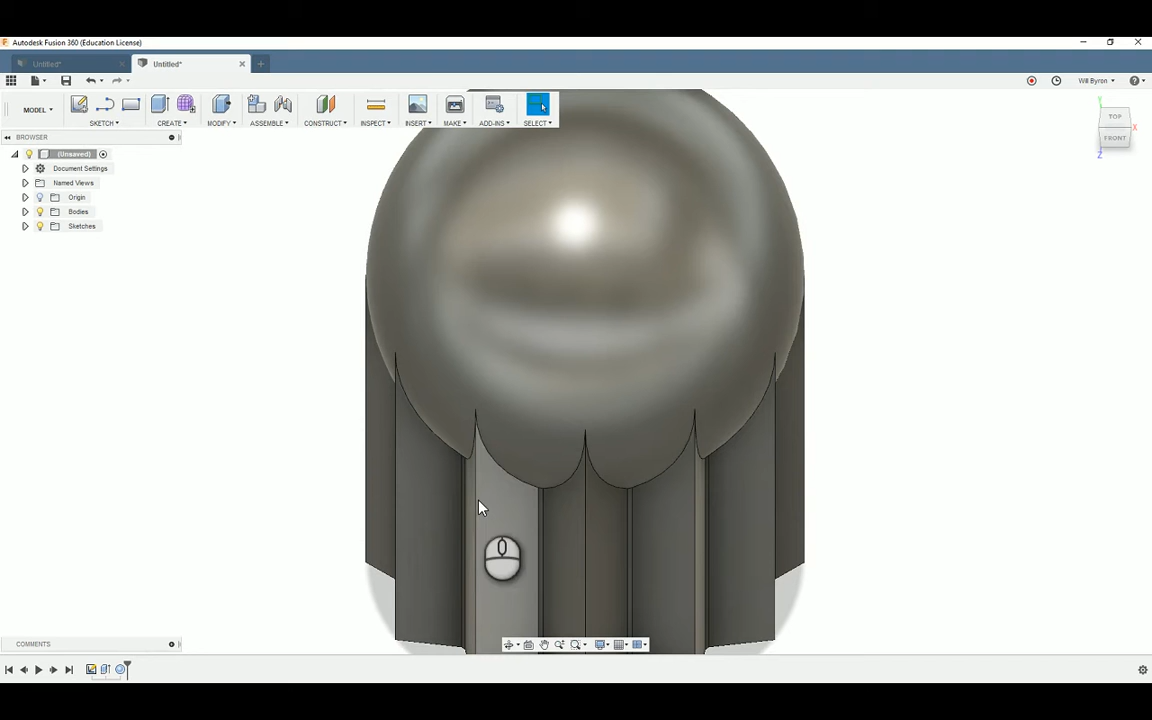 Autodesk Fusion 360 (Education License)
Untitled*
Untitled*
Will Byron
MODEL
SKETCH
CREATE
MODIFY
ASSEMBLE
CONSTRUCT
INSPECT
INSERT
MAKE
ADD-INS
SELECT
TOP
FRONT
Y
X
Z
BROWSER
(Unsaved)
Document Settings
Named Views
Origin
Bodies
Sketches
COMMENTS